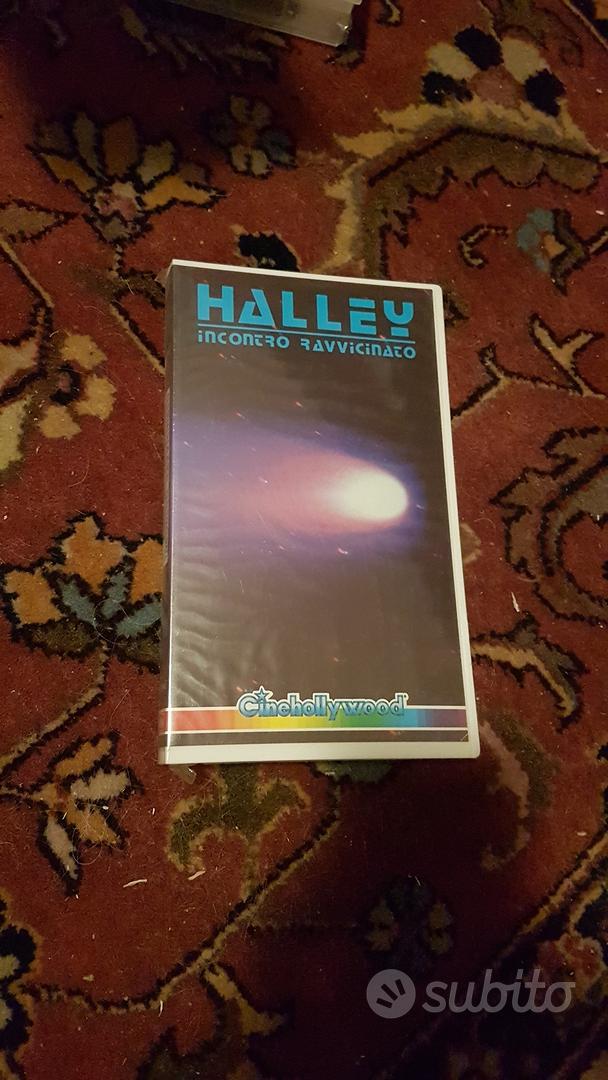 HALLEY
INCONTRO RAVVICINATO
Cinehollywood
subito